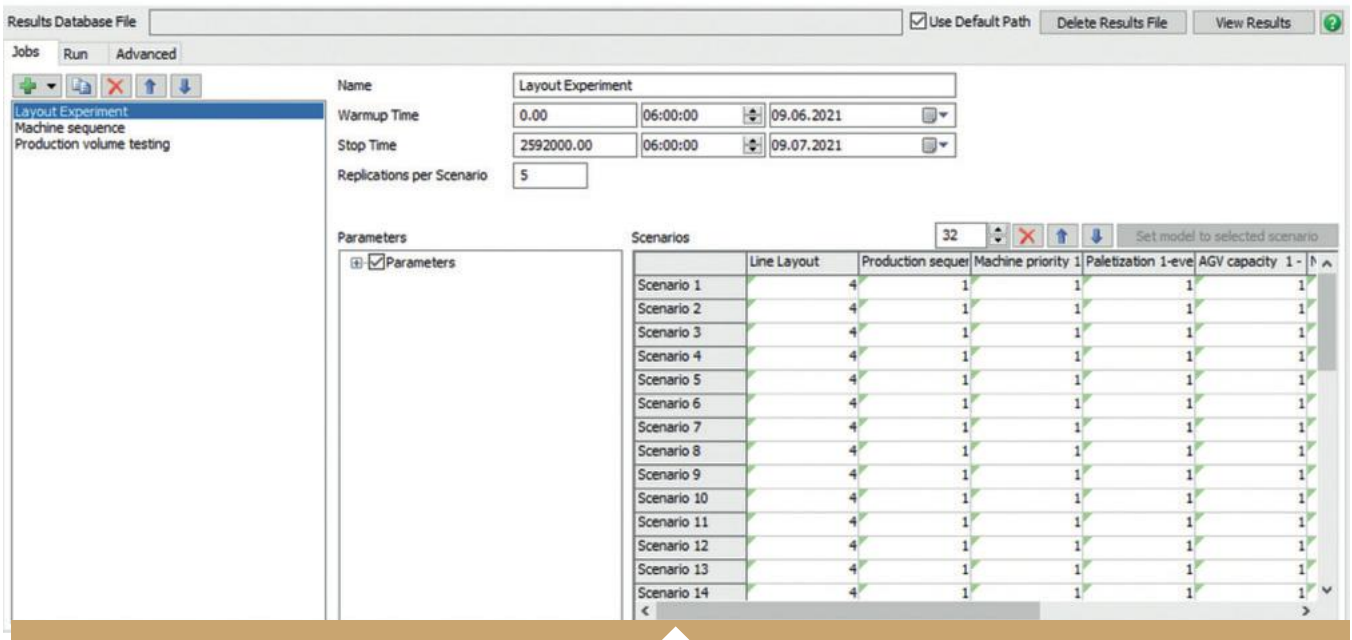 Results Database File Use Default Path Delete Results File View Results ?
Jobs Run Advanced
Layout Experiment
Machine sequence
Production volume testing
Name Layout Experiment
Warmup Time 0.00 06:00:00 09.06.2021
Stop Time 2592000.00 06:00:00 09.07.2021
Replications per Scenario 5
Parameters
Parameters
Scenarios 32 Set model to selected scenario
Line Layout Production sequer Machine priority 1 Paletization 1-eve AGV capacity 1 -
Scenario 1 4 1 1 1 1
Scenario 2 4 1 1 1 1
Scenario 3 4 1 1 1 1
Scenario 4 4 1 1 1 1
Scenario 5 4 1 1 1 1
Scenario 6 4 1 1 1 1
Scenario 7 4 1 1 1 1
Scenario 8 4 1 1 1 1
Scenario 9 4 1 1 1 1
Scenario 10 4 1 1 1 1
Scenario 11 4 1 1 1 1
Scenario 12 4 1 1 1 1
Scenario 13 4 1 1 1 1
Scenario 14 4 1 1 1 1